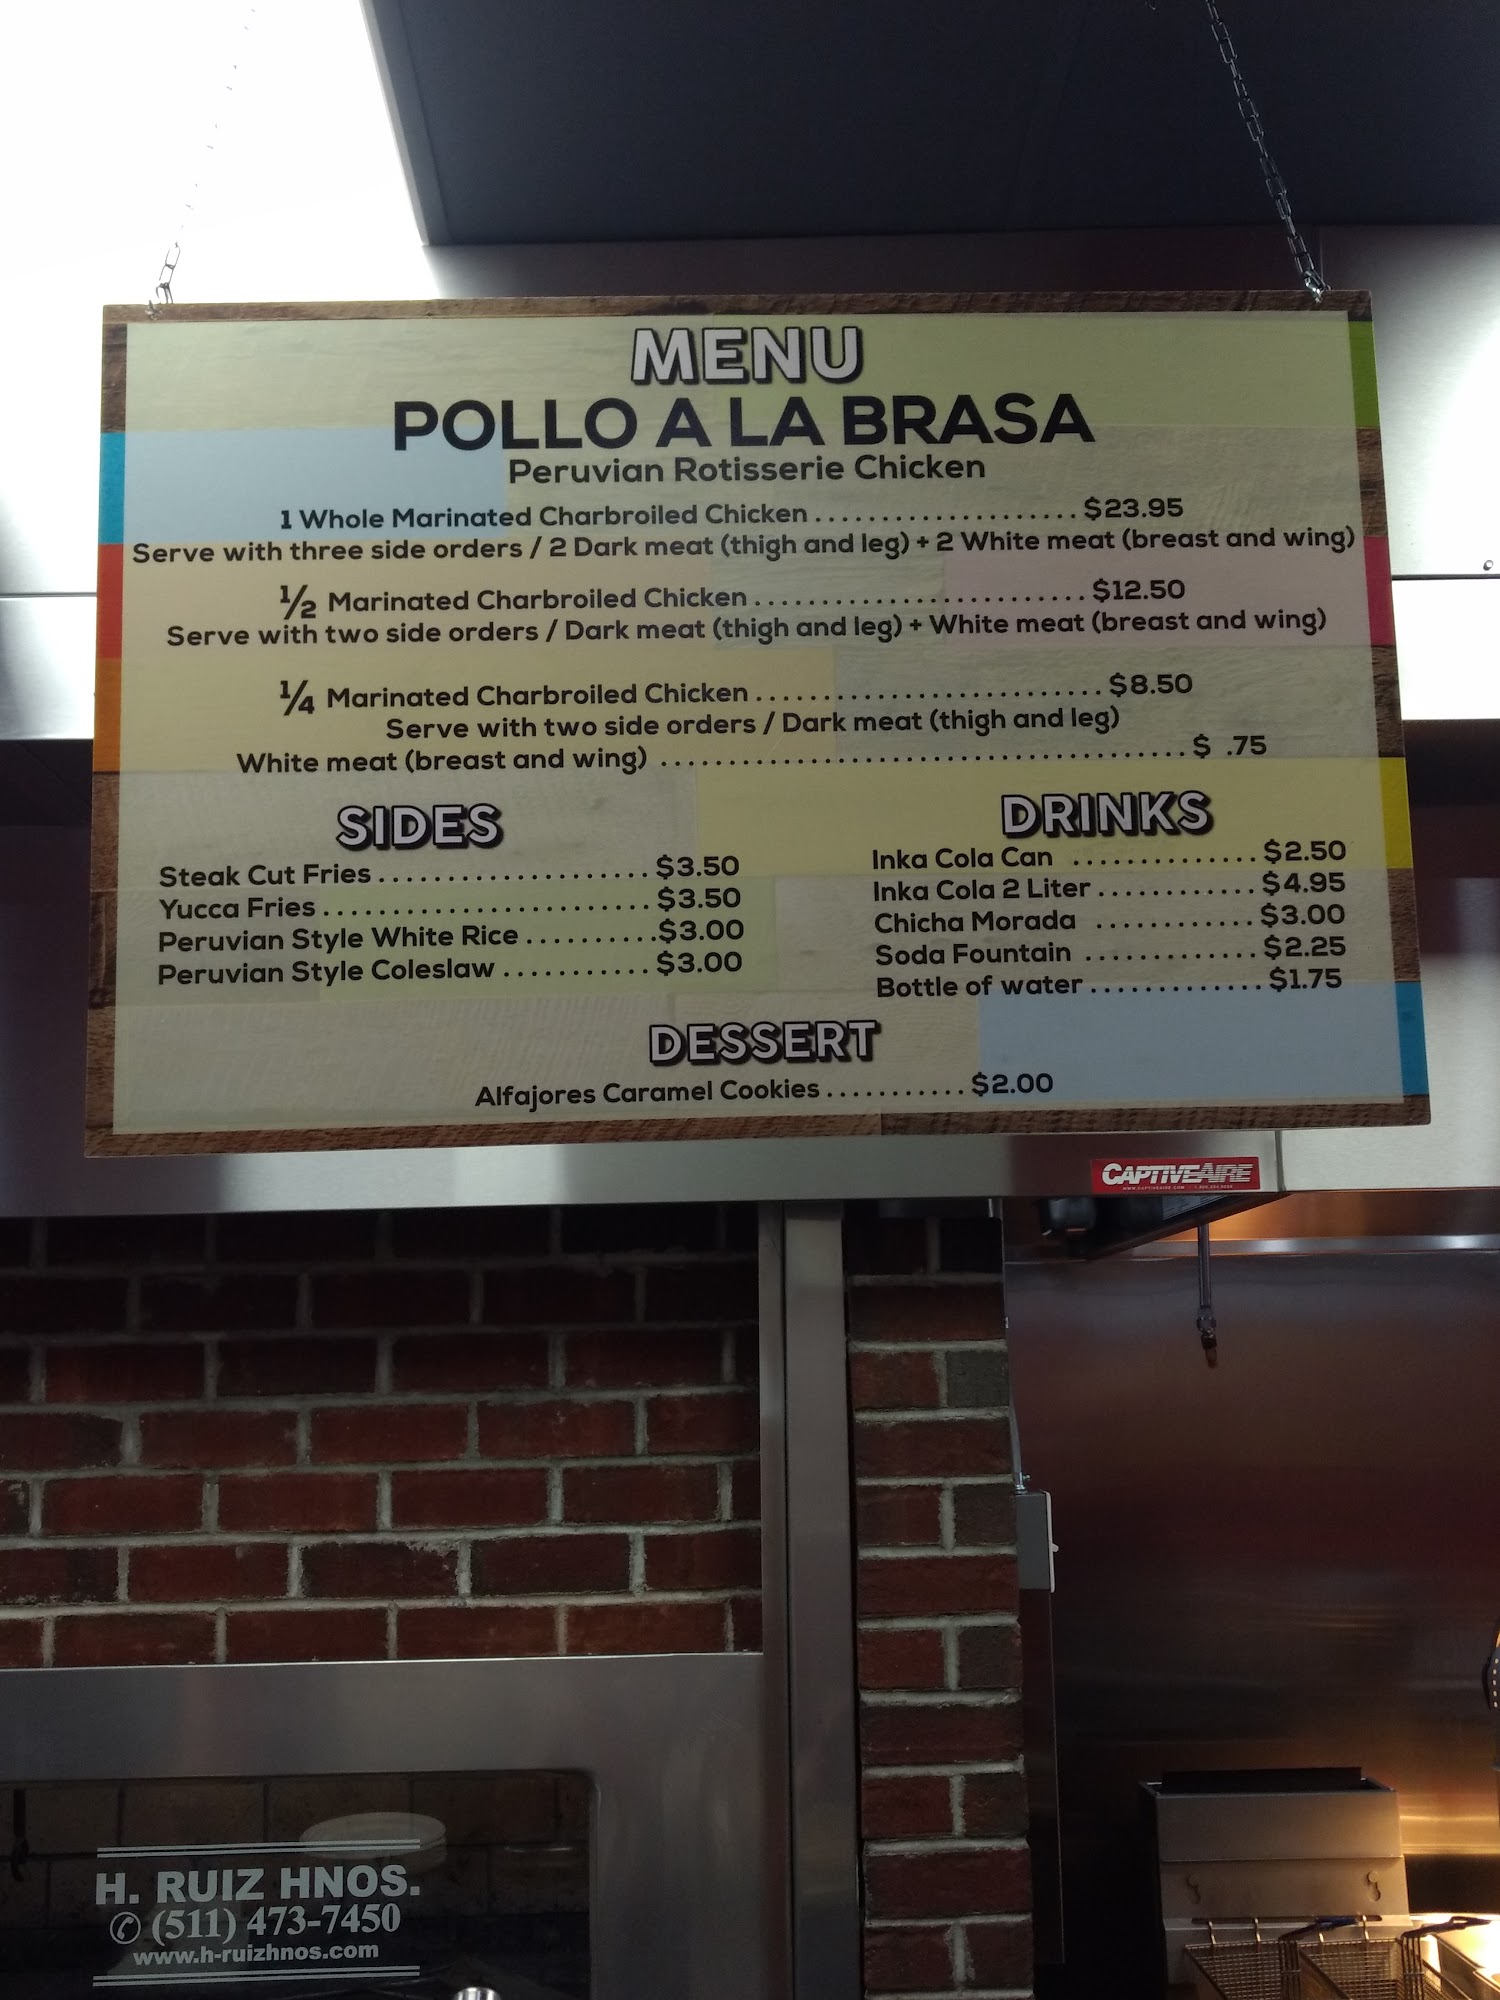 MENU
POLLO A LA BRASA
Peruvian Rotisserie Chicken
1 Whole Marinated Charbroiled Chicken .................... $23.95
Serve with three side orders / 2 Dark meat (thigh and leg) + 2 White meat (breast and wing)
1/2 Marinated Charbroiled Chicken ......................... $12.50
Serve with two side orders / Dark meat (thigh and leg) + White meat (breast and wing)
1/4 Marinated Charbroiled Chicken .......................... $8.50
Serve with two side orders / Dark meat (thigh and leg)
White meat (breast and wing) ....................................... $ .75
SIDES
Steak Cut Fries .................... $3.50
Yucca Fries ........................ $3.50
Peruvian Style White Rice ..........$3.00
Peruvian Style Coleslaw ........... $3.00
DRINKS
Inka Cola Can .............. $2.50
Inka Cola 2 Liter ............ $4.95
Chicha Morada ............ $3.00
Soda Fountain ............. $2.25
Bottle of water ............. $1.75
DESSERT
Alfajores Caramel Cookies ........... $2.00
CAPTIVEAIRE
H. RUIZ HNOS.
✆ (511) 473-7450
www.h-ruizhnos.com